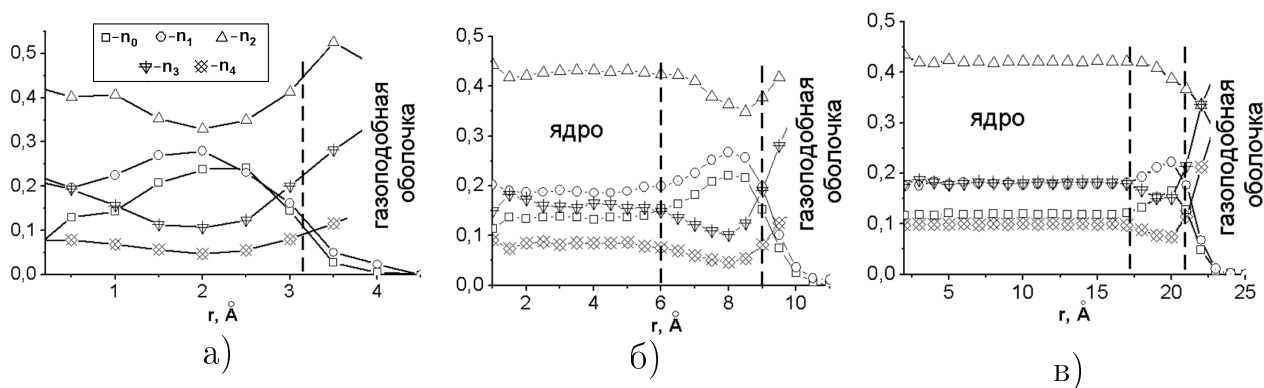 □-n₀ ○-n₁ △-n₂
-n₃ -n₄
0,5
0,4
0,3
0,2
0,1
0,0
1 2 3 4
r, Å
газоподобная
оболочка
а)
0,5
0,4
0,3
0,2
0,1
0,0
2 4 6 8 10
r, Å
ядро
газоподобная
оболочка
б)
0,5
0,4
0,3
0,2
0,1
0,0
5 10 15 20 25
r, Å
ядро
газоподобная
оболочка
в)